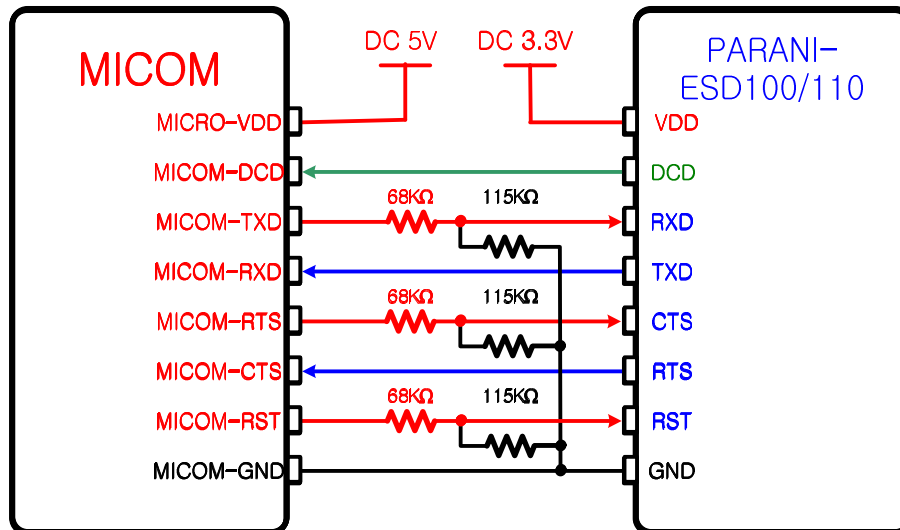 DC 5V DC 3.3V
MICOM
PARANI-
ESD100/110
MICRO-VDD VDD
MICOM-DCD DCD
68KΩ 115KΩ
MICOM-TXD RXD
MICOM-RXD TXD
68KΩ 115KΩ
MICOM-RTS CTS
MICOM-CTS RTS
68KΩ 115KΩ
MICOM-RST RST
MICOM-GND GND